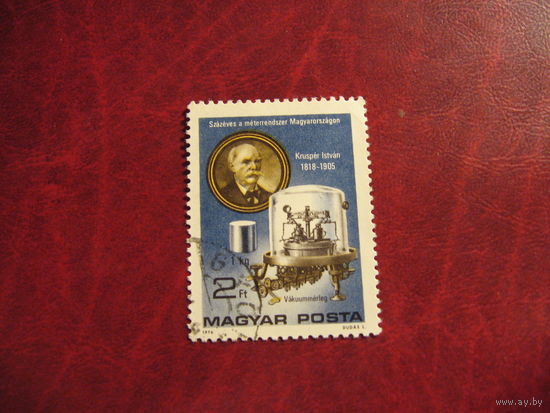 Százéves a méterrendszer Magyarországon
Kruspér István
1818-1905
1 kg
2 Ft
Vákuummérleg
MAGYAR POSTA
1976
DUDÁS L.
www.ay.by